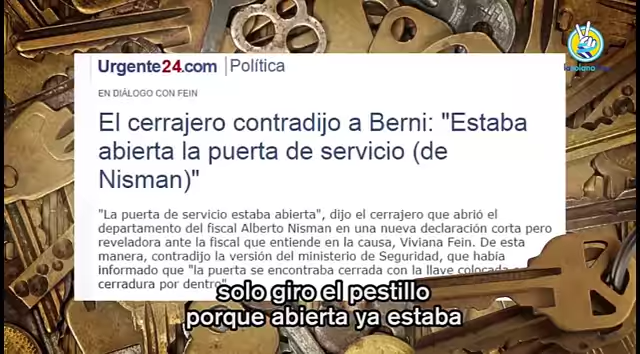 Urgente24.com | Política
EN DIÁLOGO CON FEIN
El cerrajero contradijo a Berni: "Estaba
abierta la puerta de servicio (de
Nisman)"
"La puerta de servicio estaba abierta", dijo el cerrajero que abrió el
departamento del fiscal Alberto Nisman en una nueva declaración corta pero
reveladora ante la fiscal que entiende en la causa, Viviana Fein. De esta
manera, contradijo la versión del ministerio de Seguridad, que había
informado que "la puerta se encontraba cerrada con la llave colocada
cerradura por dentro"
solo giro el pestillo
porque abierta ya estaba